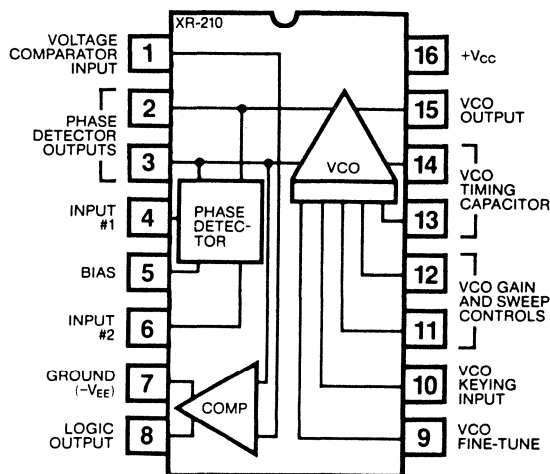 XR-210
VOLTAGE
COMPARATOR
INPUT
1
PHASE
DETECTOR
OUTPUTS
2
3
INPUT
#1
4
BIAS
5
INPUT
#2
6
GROUND
(–VEE)
7
LOGIC
OUTPUT
8
PHASE
DETEC-
TOR
VCO
COMP
16
+VCC
15
VCO
OUTPUT
14
13
VCO
TIMING
CAPACITOR
12
11
VCO GAIN
AND SWEEP
CONTROLS
10
VCO
KEYING
INPUT
9
VCO
FINE-TUNE